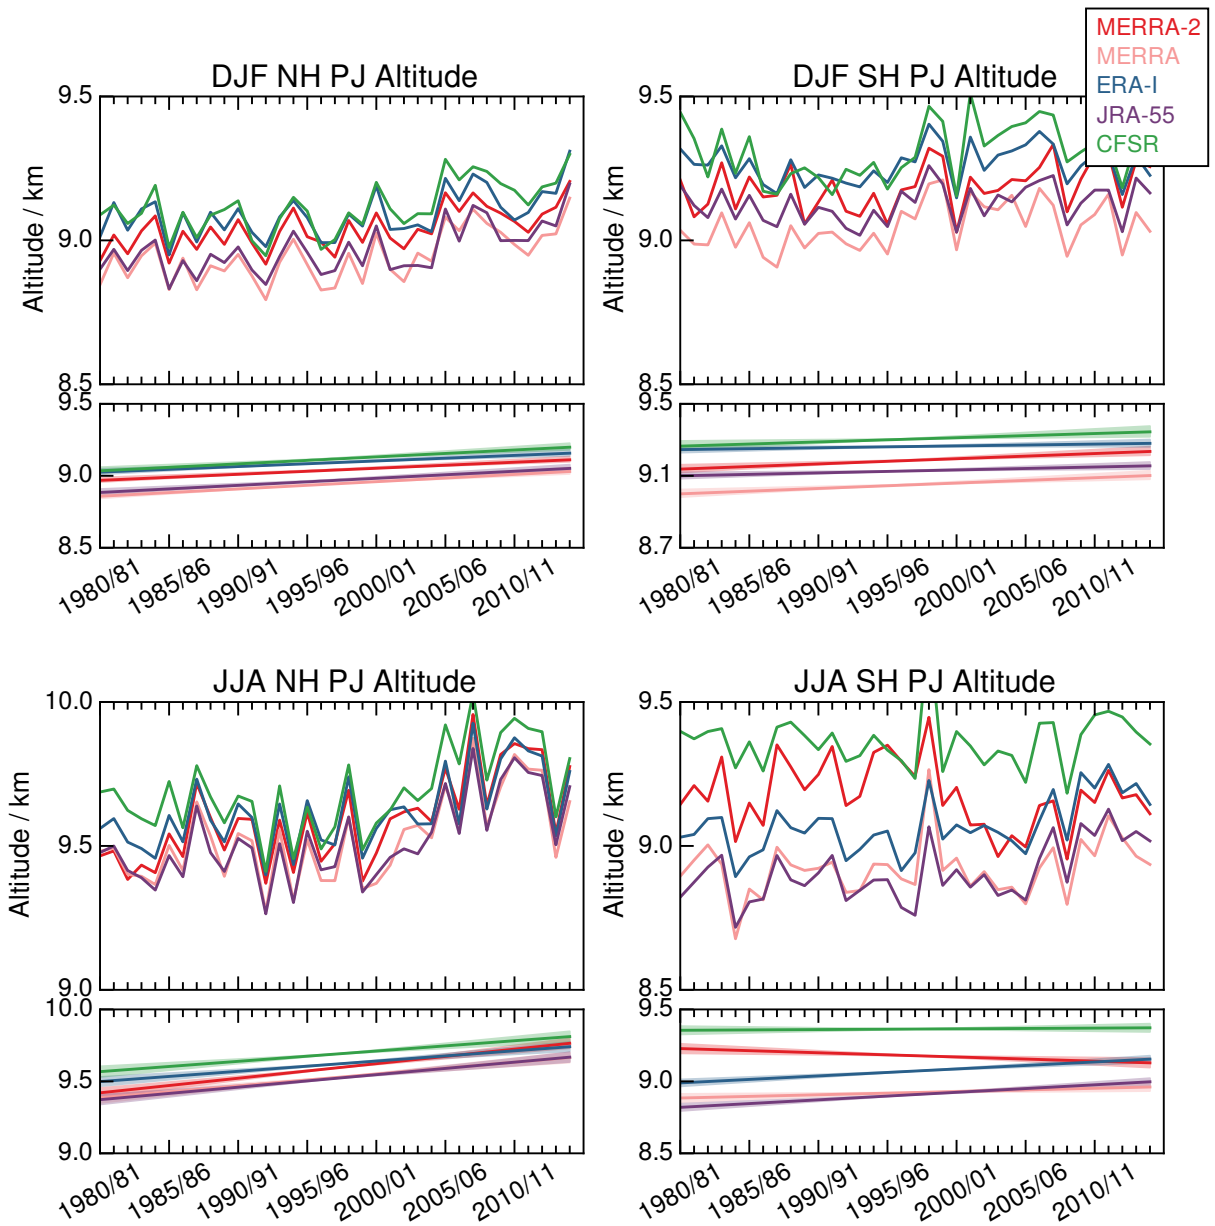 MERRA-2
MERRA
ERA-I
JRA-55
CFSR
DJF NH PJ Altitude
9.5
9.0
8.5
Altitude / km
9.5
9.0
8.5
1980/81 1985/86 1990/91 1995/96 2000/01 2005/06 2010/11
DJF SH PJ Altitude
9.5
9.0
8.5
Altitude / km
9.5
9.1
8.7
1980/81 1985/86 1990/91 1995/96 2000/01 2005/06 2010/11
JJA NH PJ Altitude
10.0
9.5
9.0
Altitude / km
10.0
9.5
9.0
1980/81 1985/86 1990/91 1995/96 2000/01 2005/06 2010/11
JJA SH PJ Altitude
9.5
9.0
8.5
Altitude / km
9.5
9.0
8.5
1980/81 1985/86 1990/91 1995/96 2000/01 2005/06 2010/11